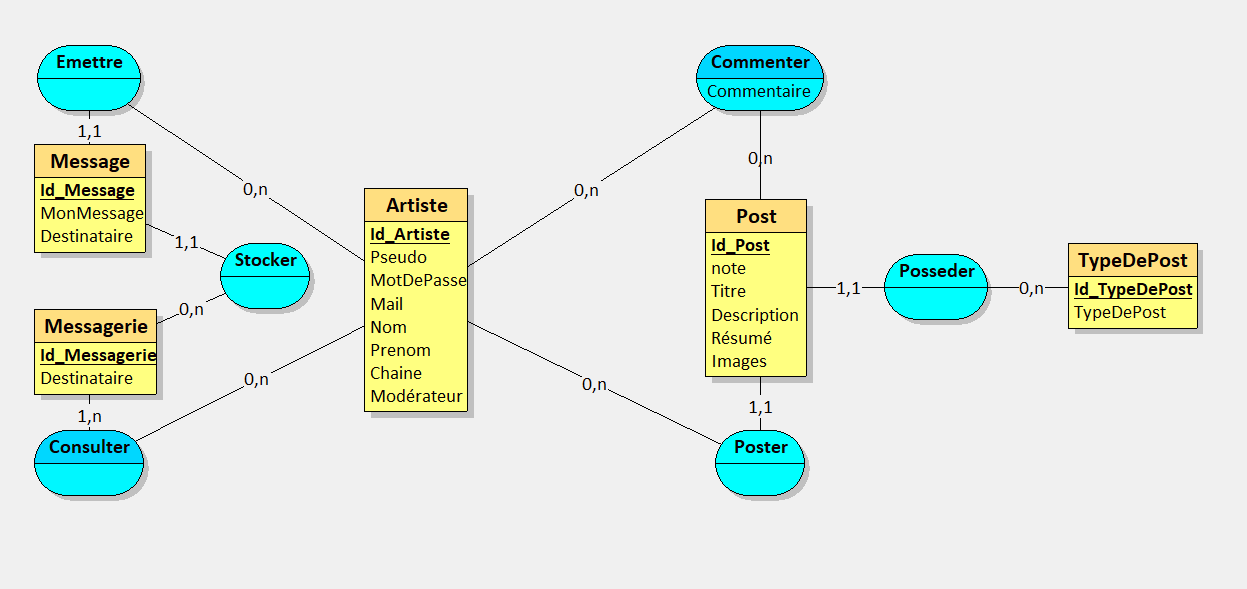 Emettre
1,1
Message
Id_Message
MonMessage
Destinataire
1,1
Stocker
0,n
Messagerie
Id_Messagerie
Destinataire
1,n
Consulter
0,n
0,n
Artiste
Id_Artiste
Pseudo
MotDePasse
Mail
Nom
Prenom
Chaine
Modérateur
0,n
0,n
Commenter
Commentaire
0,n
Post
Id_Post
note
Titre
Description
Résumé
Images
1,1
Poster
1,1
Posseder
0,n
TypeDePost
Id_TypeDePost
TypeDePost